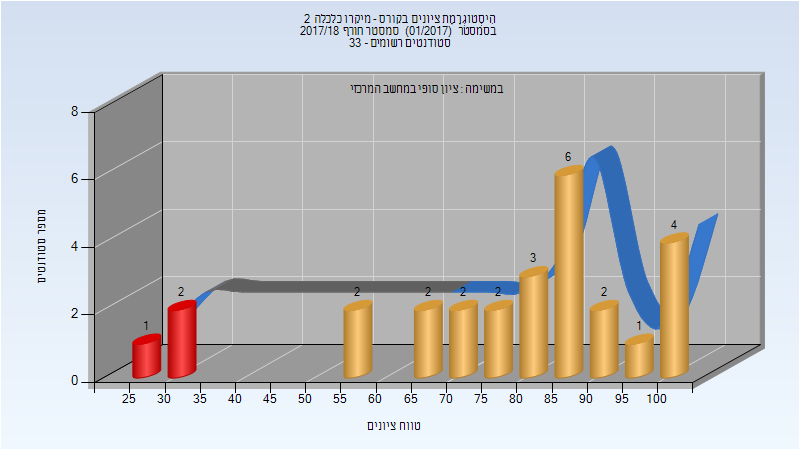 היסטוגרמת ציונים בקורס - מיקרו כלכלה 2
בסמסטר (01/2017) סמסטר חורף 2017/18
סטודנטים רשומים - 33
במשימה : ציון סופי במחשב המרכזי
מספר סטודנטים
8
6
4
2
0
1
2
2
2
2
2
3
6
2
1
4
25 30 35 40 45 50 55 60 65 70 75 80 85 90 95 100
טווח ציונים